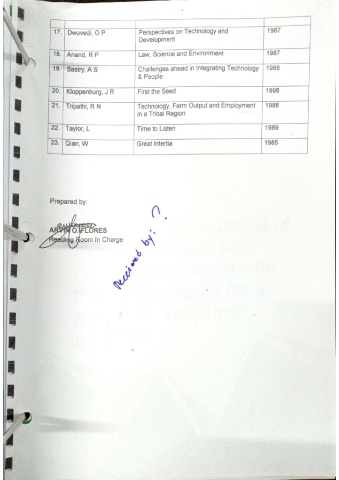 17. Dwuvedi, O P Perspectives on Technology and Development 1987
18. Anand, R P Law, Science and Environment 1987
19. Sastry, A S Challenges ahead in Integrating Technology & People 1988
20. Kloppenburg, J R First the Seed 1998
21. Tripathi, R N Technology, Farm Output and Employment in a Tribal Region 1988
22. Taylor, L Time to Listen 1989
23. Qian, W Great Intertia 1985
Prepared by:
ARVIN O. FLORES
Reading Room in Charge
Received by: ?